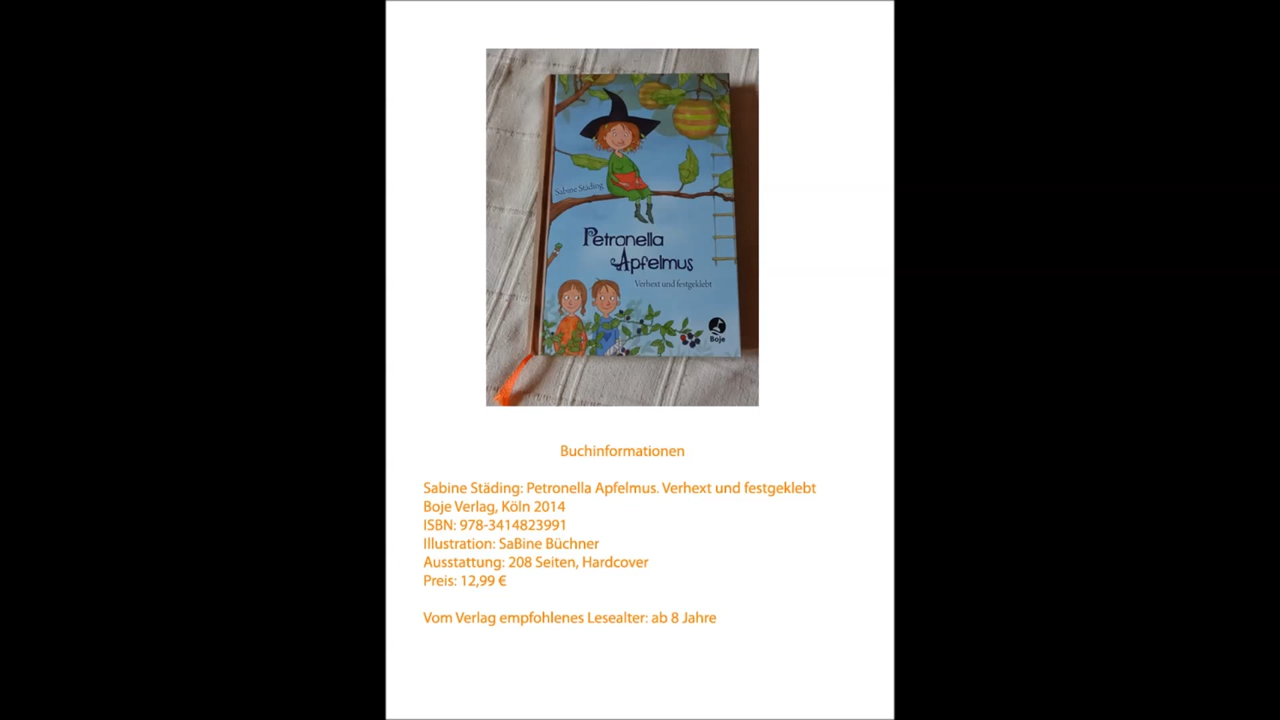 Sabine Städing
Petronella
Apfelmus
Verhext und festgeklebt
Boje
Buchinformationen
Sabine Städing: Petronella Apfelmus. Verhext und festgeklebt
Boje Verlag, Köln 2014
ISBN: 978-3414823991
Illustration: SaBine Büchner
Ausstattung: 208 Seiten, Hardcover
Preis: 12,99 €
Vom Verlag empfohlenes Lesealter: ab 8 Jahre